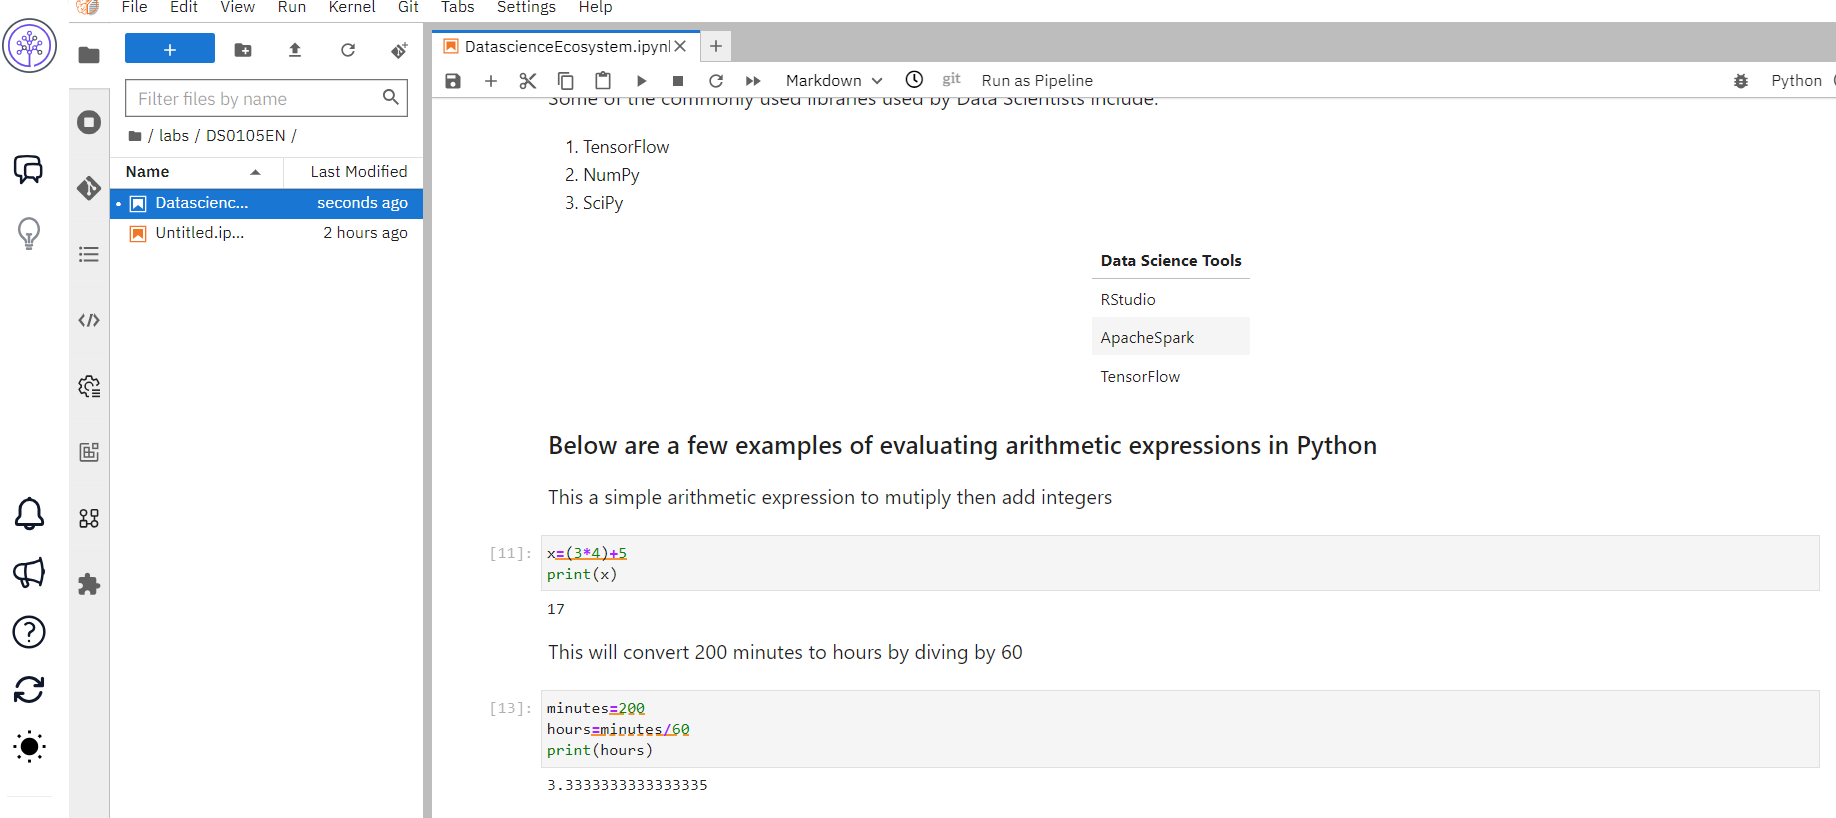 File Edit View Run Kernel Git Tabs Settings Help
DatascienceEcosystem.ipynl
Markdown git Run as Pipeline Python
Filter files by name
/ labs / DS0105EN /
Name Last Modified
Datascienc... seconds ago
Untitled.ip... 2 hours ago
Some of the commonly used libraries used by Data Scientists include:
1. TensorFlow
2. NumPy
3. SciPy
Data Science Tools
RStudio
ApacheSpark
TensorFlow
Below are a few examples of evaluating arithmetic expressions in Python
This a simple arithmetic expression to mutiply then add integers
[11]: x=(3*4)+5
print(x)
17
This will convert 200 minutes to hours by diving by 60
[13]: minutes=200
hours=minutes/60
print(hours)
3.3333333333333335